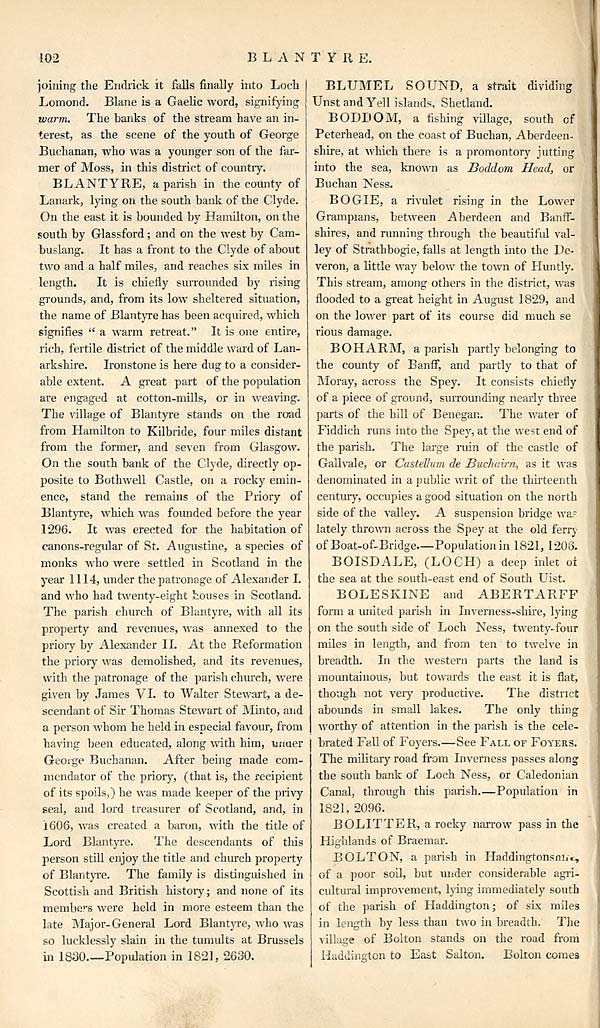 102
BLANTYRE.
joining the Endrick it falls finally into Loch
Lomond. Blane is a Gaelic word, signifying
warm. The banks of the stream have an in-
terest, as the scene of the youth of George
Buchanan, who was a younger son of the far-
mer of Moss, in this district of country.
BLANTYRE, a parish in the county of
Lanark, lying on the south bank of the Clyde.
On the east it is bounded by Hamilton, on the
south by Glassford; and on the west by Cam-
buslang. It has a front to the Clyde of about
two and a half miles, and reaches six miles in
length. It is chiefly surrounded by rising
grounds, and, from its low sheltered situation,
the name of Blantyre has been acquired, which
signifies " a warm retreat." It is one entire,
rich, fertile district of the middle ward of Lan-
arkshire. Ironstone is here dug to a consider-
able extent. A great part of the population
are engaged at cotton-mills, or in weaving.
The village of Blantyre stands on the road
from Hamilton to Kilbride, four miles distant
from the former, and seven from Glasgow.
On the south bank of the Clyde, directly op-
posite to Bothwell Castle, on a rocky emin-
ence, stand the remains of the Priory of
Blantyre, which was founded before the year
1296. It was erected for the habitation of
canons-regular of St. Augustine, a species of
monks who were settled in Scotland in the
year 1114, under the patronage of Alexander I.
and who had twenty-eight houses in Scotland.
The parish church of Blantyre, with all its
property and revenues, was annexed to the
priory by Alexander II. At the Reformation
the priory was demolished, and its revenues,
with the patronage of the parish church, were
given by James VI. to Walter Stewart, a de-
scendant of Sir Thomas Stewart of Minto, and
a person whom he held in especial favour, from
having been educated, along with him, under
George Buchanan. After being made com-
mendator of the priory, (that is, the recipient
of its spoils,) he was made keeper of the privy
seal, and lord treasurer of Scotland, and, in
1606, was created a baron, with the title of
Lord Blantyre. The descendants of this
person still enjoy the title and church property
of Blantyre. The family is distinguished in
Scottish and British history; and none of its
members were held in more esteem than the
late Major-General Lord Blantyre, who was
so lucklessly slain in the tumults at Brussels
in 1830.—Population in 1821, 2630.
BLUMEL SOUND, a strait dividing
Unst and Yell islands, Shetland.
BODDOM, a fishing village, south of
Peterhead, on the coast of Buchan, Aberdeen-
shire, at which there is a promontory jutting
into the sea, known as Boddom Head, or
Buchan Ness.
BOGIE, a rivulet rising in the Lower
Grampians, between Aberdeen and Banff-
shires, and running through the beautiful val-
ley of Strathbogie, falls at length into the De-
veron, a little way below the town of Huntly.
This stream, among others in the district, was
flooded to a great height in August 1829, and
on the lower part of its course did much se
rious damage.
BOHARM, a parish partly belonging to
the county of Banff, and partly to that of
Moray, across the Spey. It consists chiefly
of a piece of ground, surrounding nearly three
parts of the hill of Benegan. The water of
Fiddich runs into the Spey, at the west end of
the parish. The large ruin of the castle of
Gallvale, or Castellum de Buchairn, as it was
denominated in a public writ of the thirteenth
century, occupies a good situation on the north
side of the valley. A suspension bridge was
lately thrown across the Spey at the old ferry
of Boat-of-Bridge.—Population in 1821, 1206.
BOISDALE, (LOCH) a deep inlet of
the sea at the south-east end of South Uist.
BOLESKINE and ABERTARFF
form a united parish in Inverness-shire, lying
on the south side of Loch Ness, twenty-four
miles in length, and from ten to twelve in
breadth. In the western parts the land is
mountainous, but towards the east it is flat,
though not very productive. The district
abounds in small lakes. The only thing
worthy of attention in the parish is the cele-
brated Fall of Foyers.—See FALL OF FOYERS.
The military road from Inverness passes along
the south bank of Loch Ness, or Caledonian
Canal, through this parish.—Population in
1821, 2096.
BOLITTER, a rocky narrow pass in the
Highlands of Braemar.
BOLTON, a parish in Haddingtonshire,
of a poor soil, but under considerable agri-
cultural improvement, lying immediately south
of the parish of Haddington; of six miles
in length by less than two in breadth. The
village of Bolton stands on the road from
Haddington to East Salton. Bolton comes